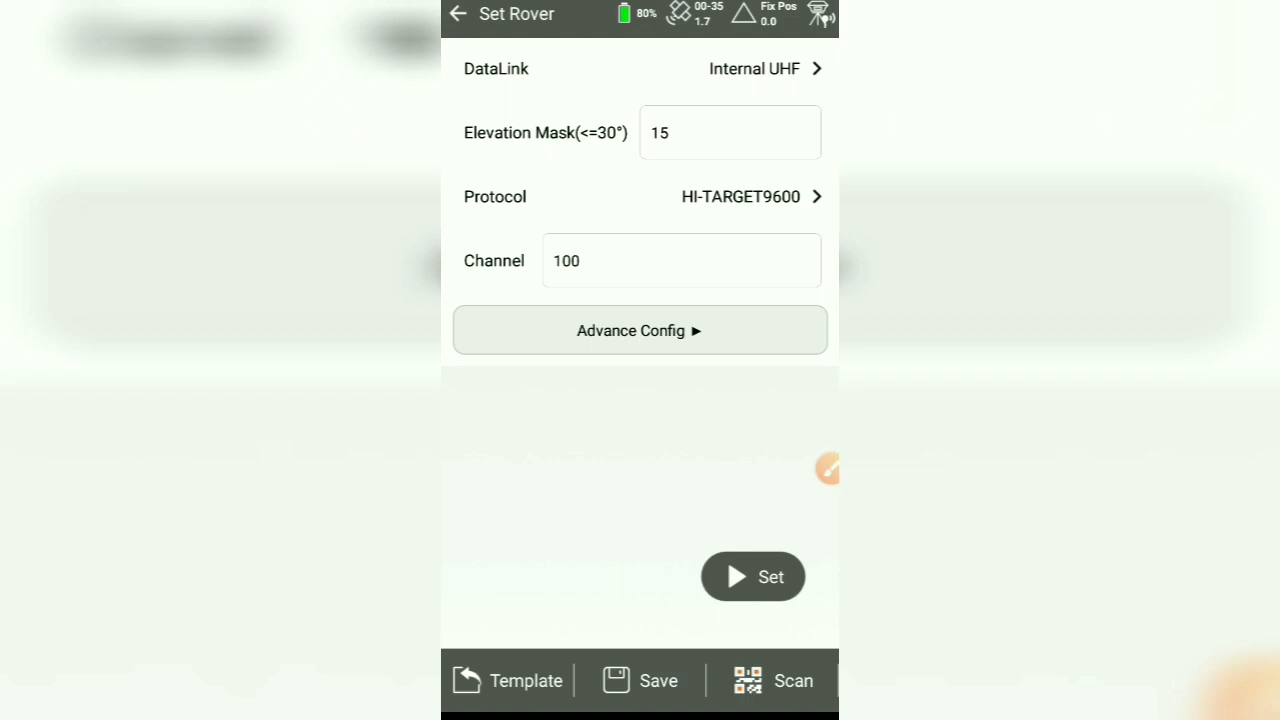 Set Rover
80%
00-35
1.7
Fix Pos
0.0
DataLink Internal UHF
Elevation Mask(<=30°) 15
Protocol HI-TARGET9600
Channel 100
Advance Config ►
Set
Template Save Scan